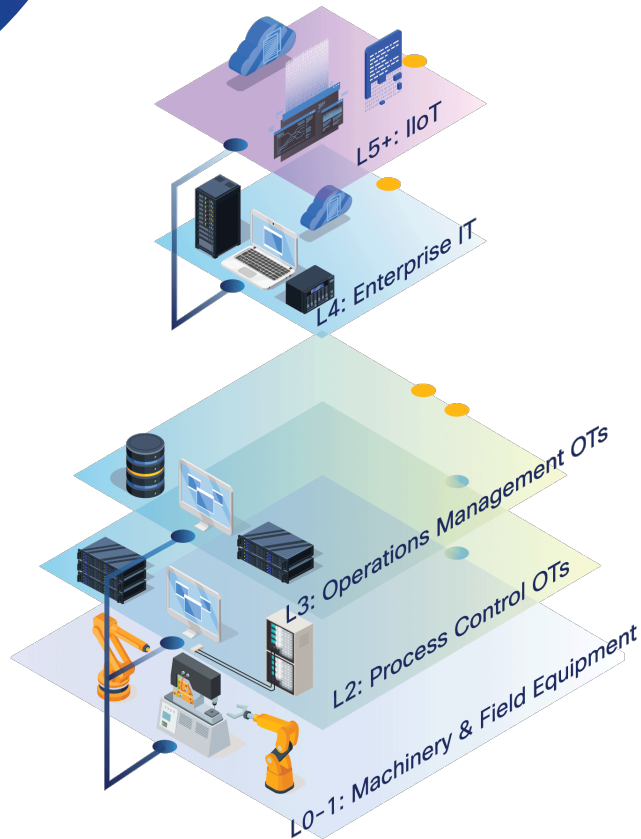 L5+: IIoT
L4: Enterprise IT
L3: Operations Management OTs
L2: Process Control OTs
L0-1: Machinery & Field Equipment